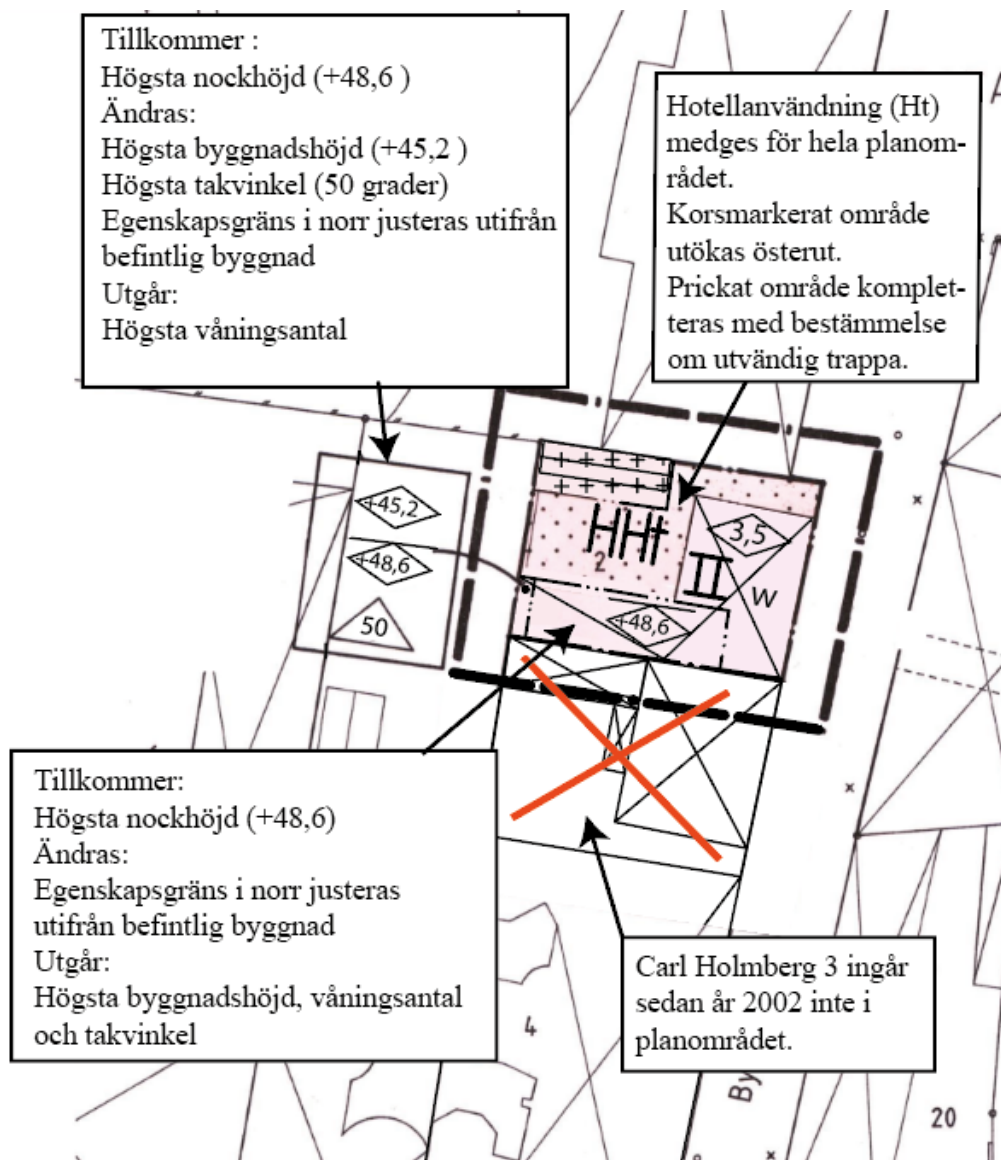 Tillkommer :
Högsta nockhöjd (+48,6 )
Ändras:
Högsta byggnadshöjd (+45,2 )
Högsta takvinkel (50 grader)
Egenskapsgräns i norr justeras utifrån
befintlig byggnad
Utgår:
Högsta våningsantal
Hotellanvändning (Ht)
medges för hela planom-
rådet.
Korsmarkerat område
utökas österut.
Prickat område komplet-
teras med bestämmelse
om utvändig trappa.
+45,2
+48,6
50
HHt
2
3,5
II
W
+48,6
Tillkommer:
Högsta nockhöjd (+48,6)
Ändras:
Egenskapsgräns i norr justeras
utifrån befintlig byggnad
Utgår:
Högsta byggnadshöjd, våningsantal
och takvinkel
Carl Holmberg 3 ingår
sedan år 2002 inte i
planområdet.
4
By
20